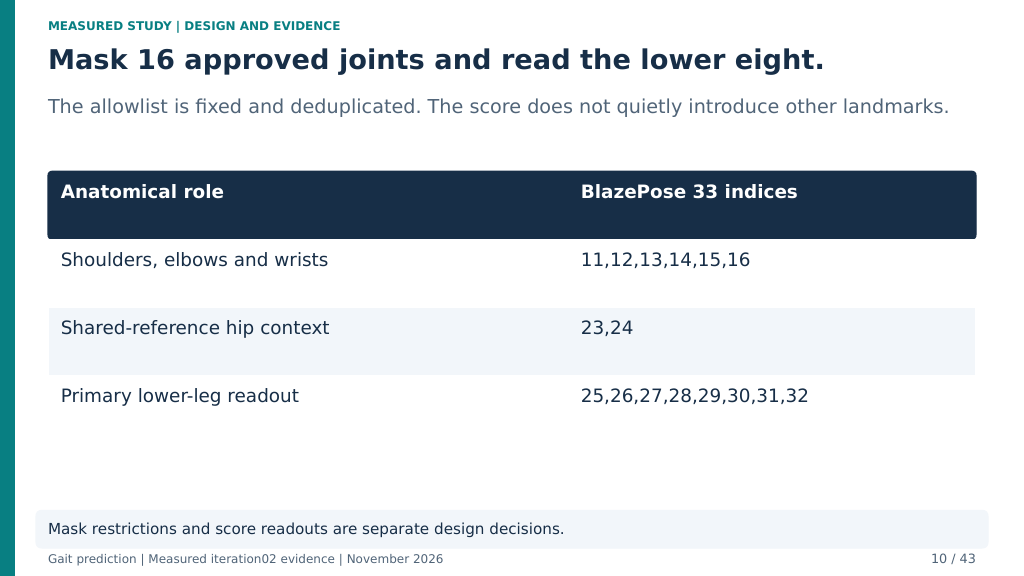 MEASURED STUDY | DESIGN AND EVIDENCE
Mask 16 approved joints and read the lower eight.
The allowlist is fixed and deduplicated. The score does not quietly introduce other landmarks.
Anatomical role BlazePose 33 indices
Shoulders, elbows and wrists 11,12,13,14,15,16
Shared-reference hip context 23,24
Primary lower-leg readout 25,26,27,28,29,30,31,32
Mask restrictions and score readouts are separate design decisions.
Gait prediction | Measured iteration02 evidence | November 2026 10 / 43